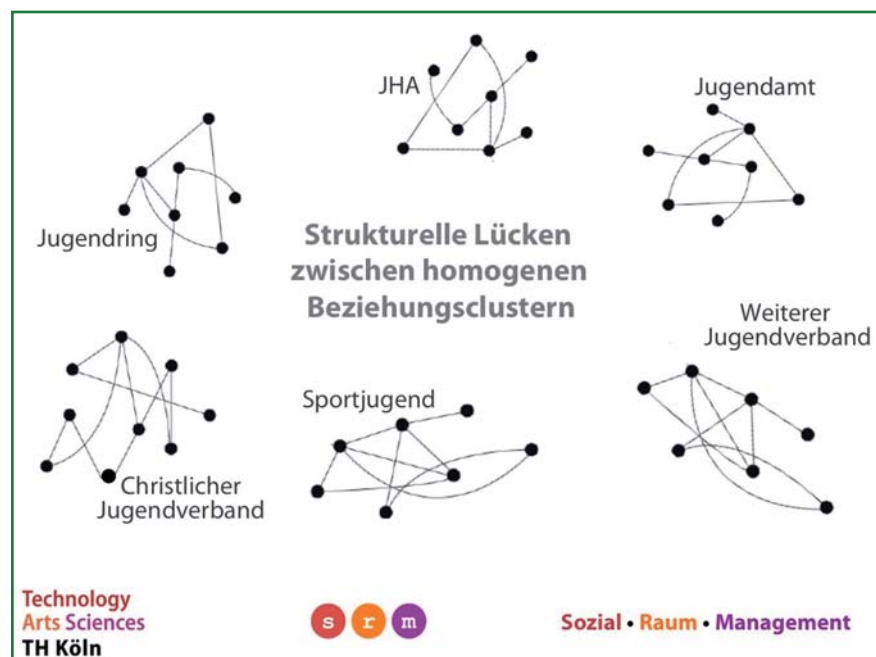 JHA
Jugendamt
Jugendring
Strukturelle Lücken
zwischen homogenen
Beziehungsclustern
Weiterer
Jugendverband
Sportjugend
Christlicher
Jugendverband
Technology
Arts Sciences
TH Köln
s r m
Sozial • Raum • Management